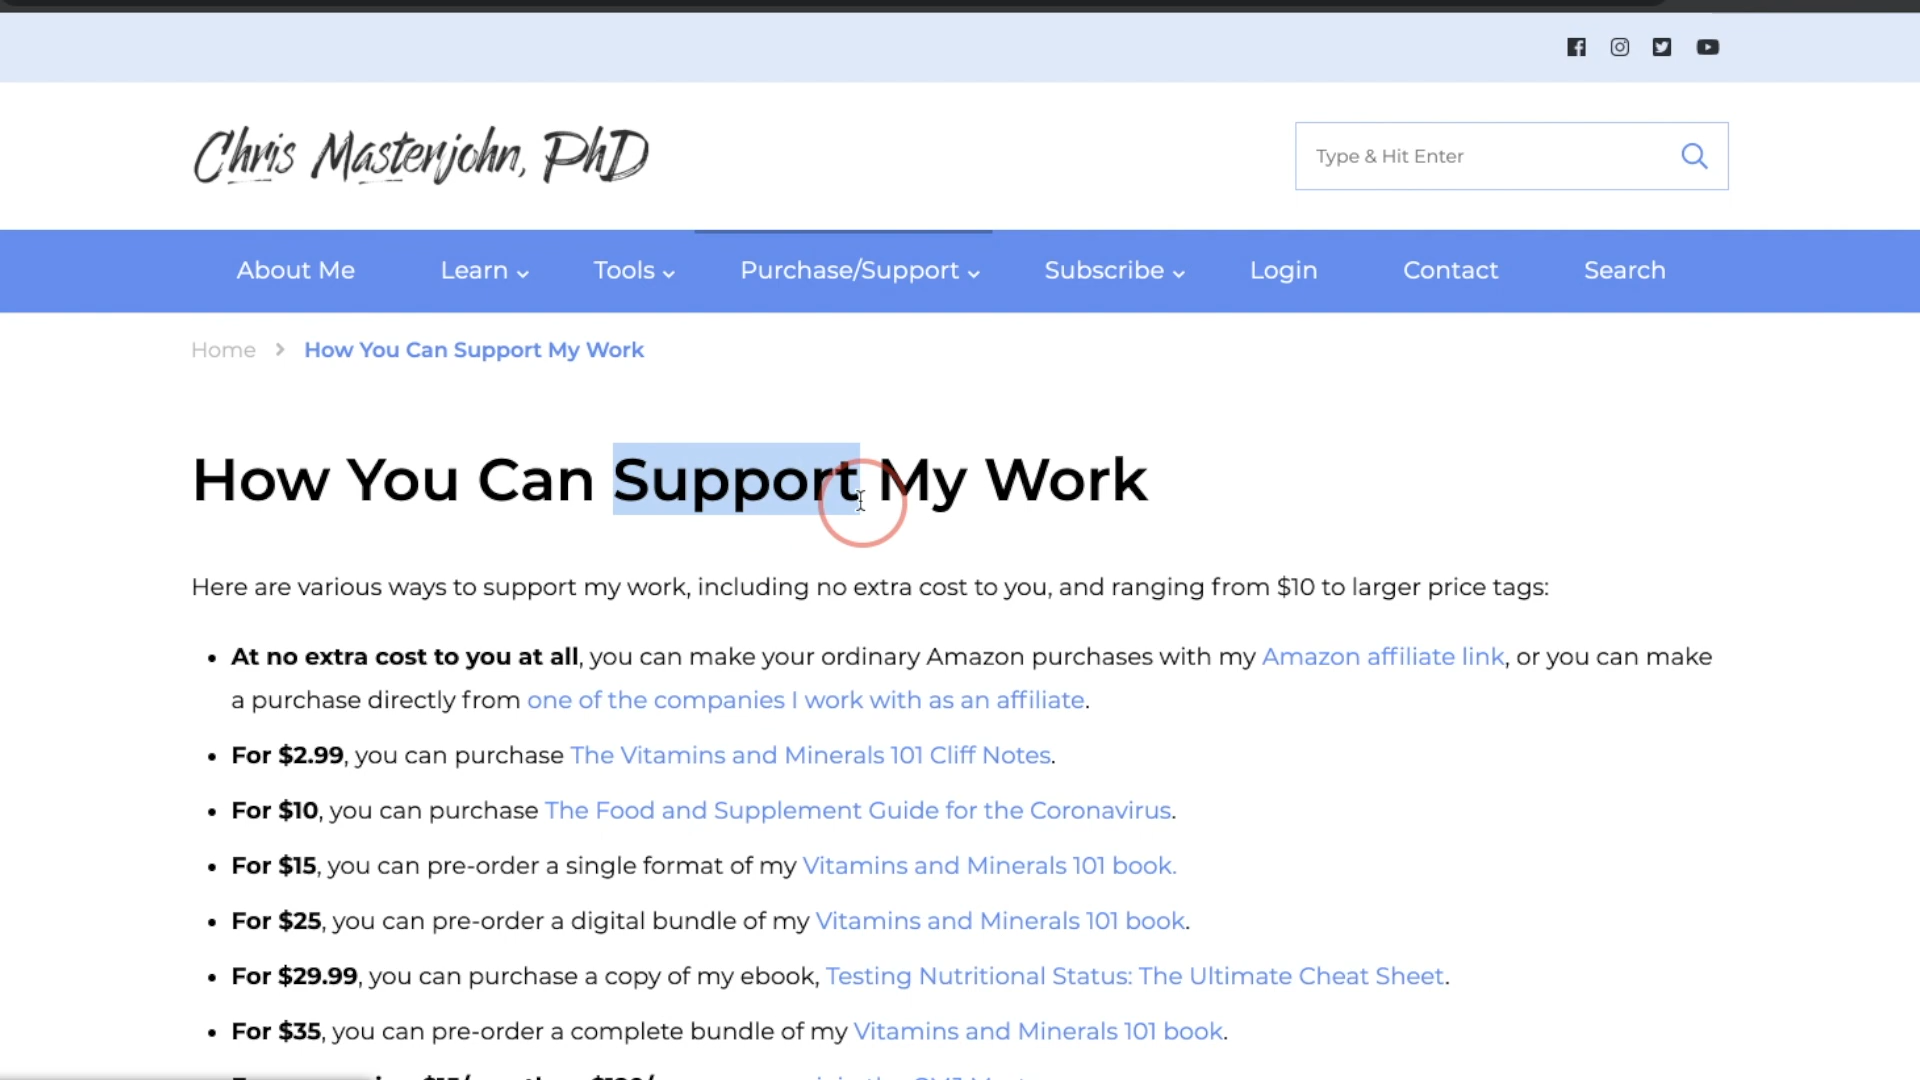 Chris Masterjohn, PhD
Type & Hit Enter
About Me Learn Tools Purchase/Support Subscribe Login Contact Search
Home > How You Can Support My Work
How You Can Support My Work
Here are various ways to support my work, including no extra cost to you, and ranging from $10 to larger price tags:
• At no extra cost to you at all, you can make your ordinary Amazon purchases with my Amazon affiliate link, or you can make
a purchase directly from one of the companies I work with as an affiliate.
• For $2.99, you can purchase The Vitamins and Minerals 101 Cliff Notes.
• For $10, you can purchase The Food and Supplement Guide for the Coronavirus.
• For $15, you can pre-order a single format of my Vitamins and Minerals 101 book.
• For $25, you can pre-order a digital bundle of my Vitamins and Minerals 101 book.
• For $29.99, you can purchase a copy of my ebook, Testing Nutritional Status: The Ultimate Cheat Sheet.
• For $35, you can pre-order a complete bundle of my Vitamins and Minerals 101 book.